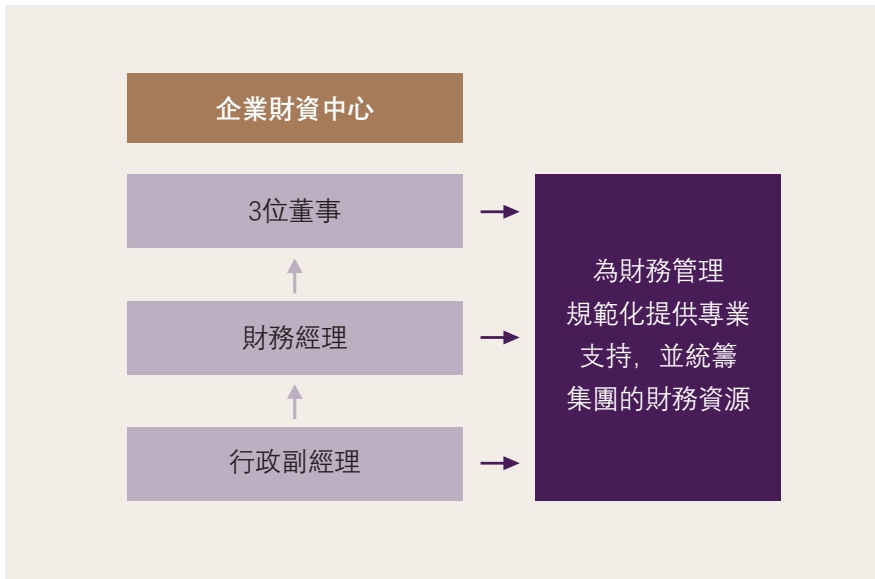 企業財資中心
3位董事
財務經理
行政副經理
為財務管理
規範化提供專業
支持，並統籌
集團的財務資源